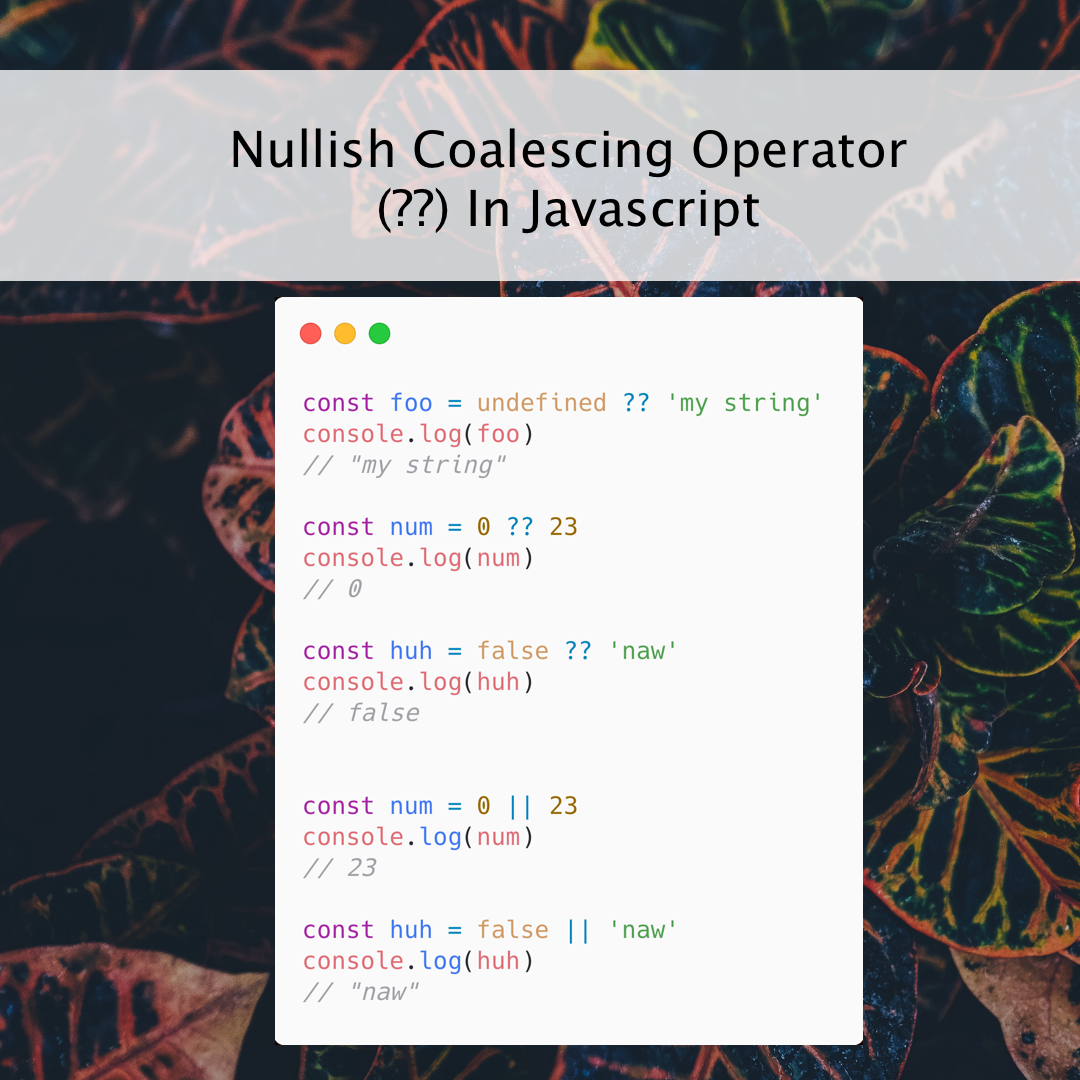 Nullish Coalescing Operator
(??) In Javascript
const foo = undefined ?? 'my string'
console.log(foo)
// "my string"
const num = 0 ?? 23
console.log(num)
// 0
const huh = false ?? 'naw'
console.log(huh)
// false
const num = 0 || 23
console.log(num)
// 23
const huh = false || 'naw'
console.log(huh)
// "naw"